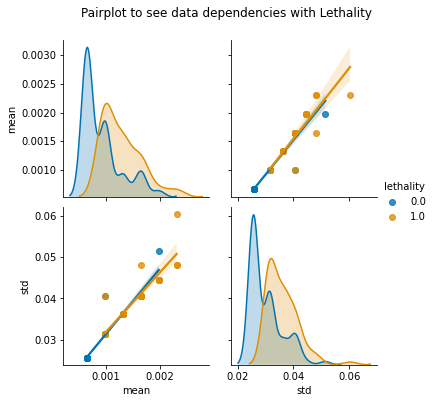 Pairplot to see data dependencies with Lethality
0.0030
0.0025
0.0020
0.0015
0.0010
mean
lethality
0.0
1.0
0.06
0.05
0.04
0.03
std
0.001
0.002
mean
0.02
0.04
0.06
std